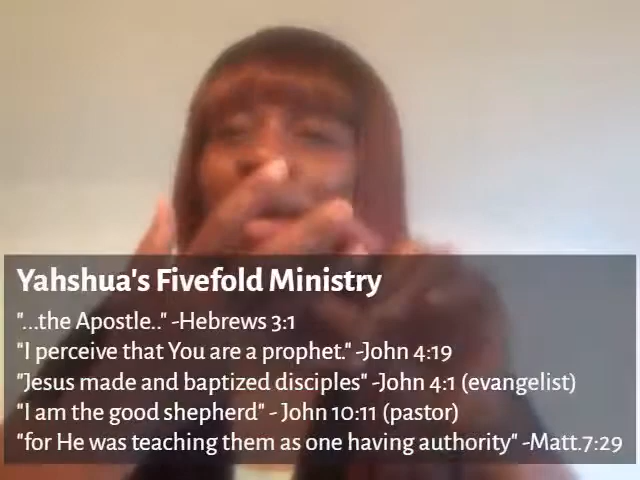 Yahshua's Fivefold Ministry
"...the Apostle.." -Hebrews 3:1
"I perceive that You are a prophet." -John 4:19
"Jesus made and baptized disciples" -John 4:1 (evangelist)
"I am the good shepherd" - John 10:11 (pastor)
"for He was teaching them as one having authority" -Matt.7:29